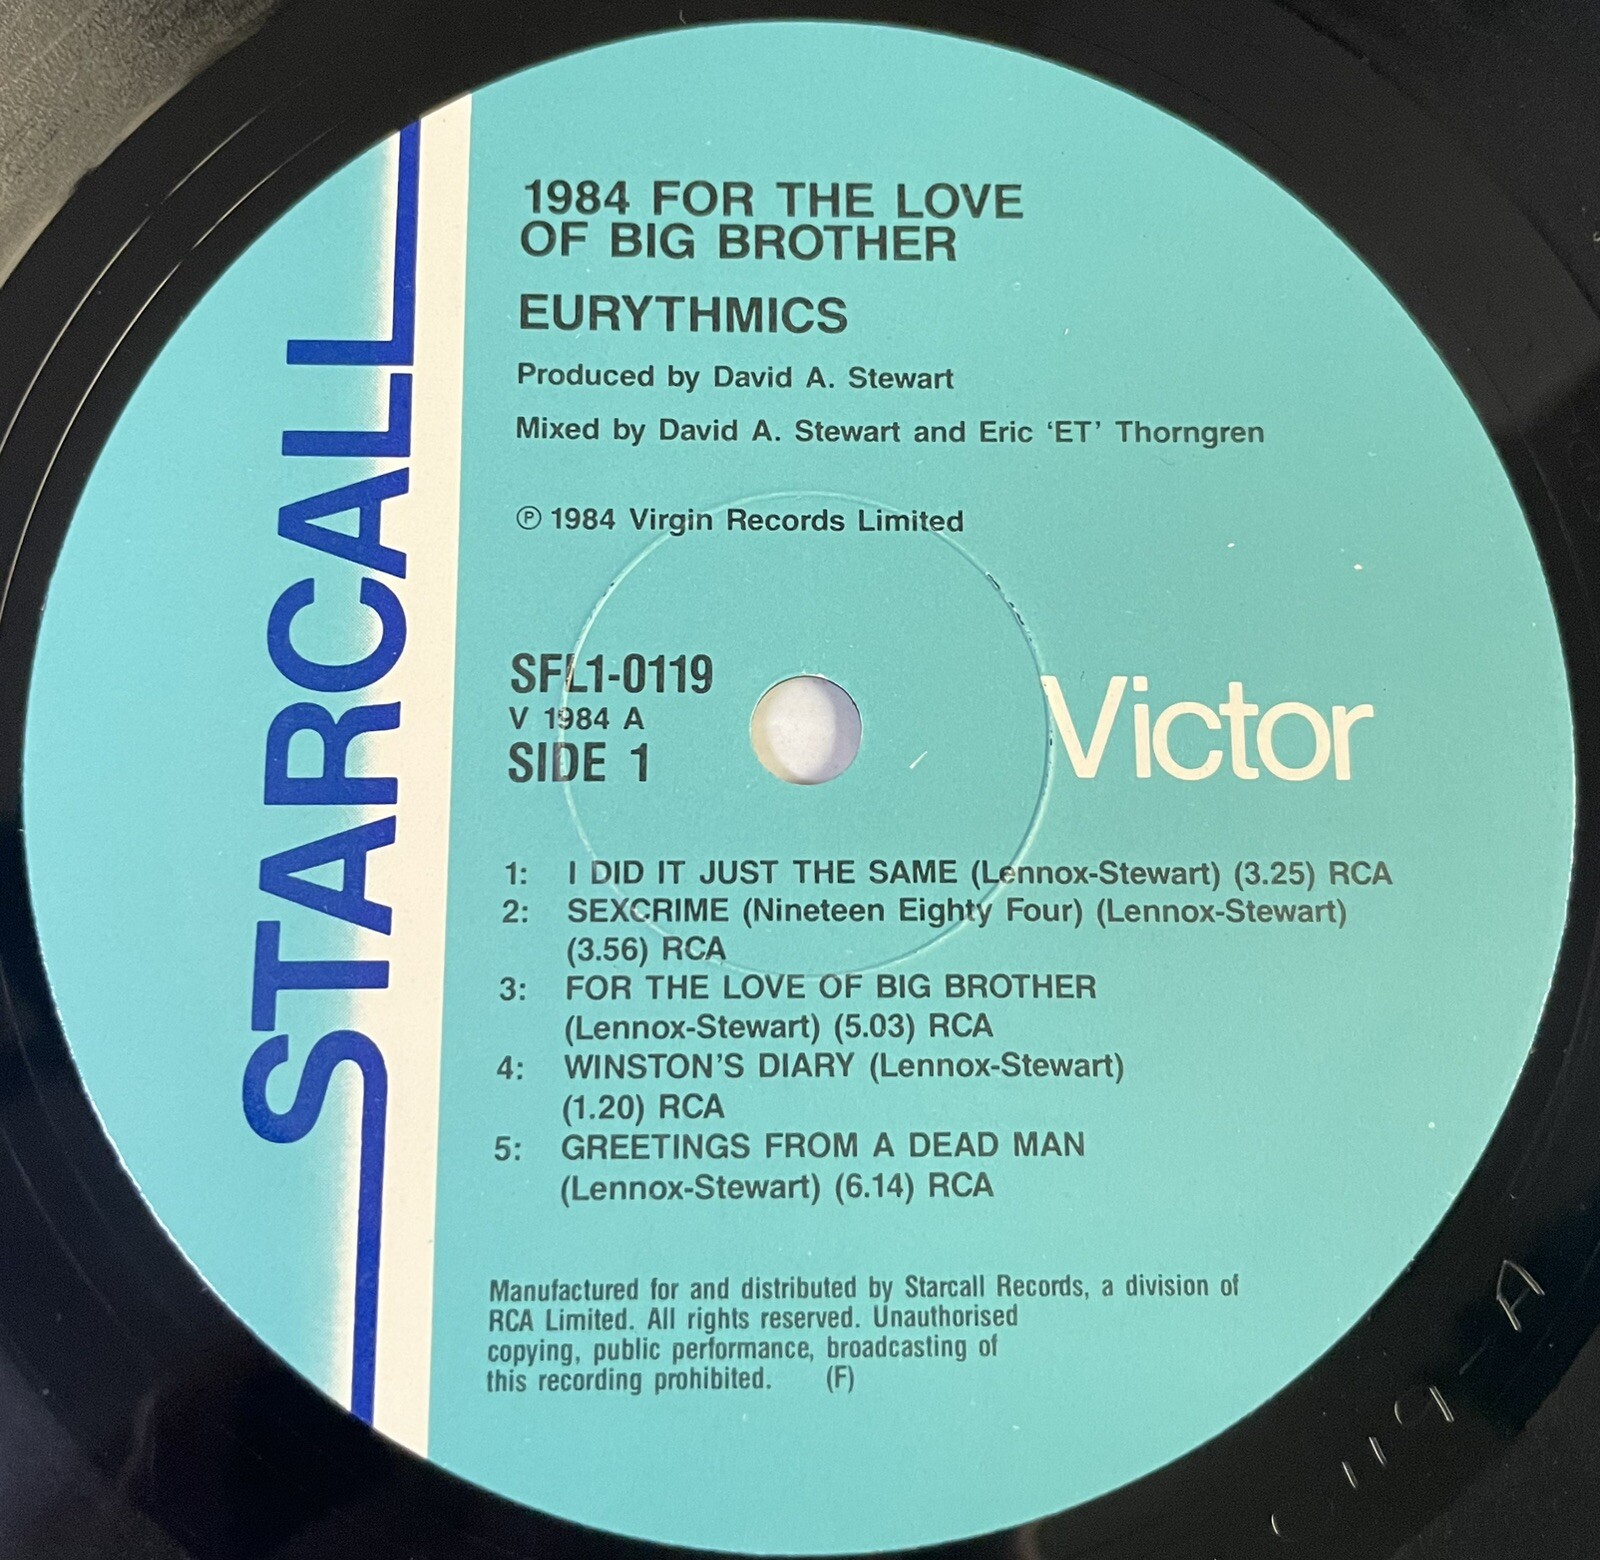 STARCALL
1984 FOR THE LOVE
OF BIG BROTHER
EURYTHMICS
Produced by David A. Stewart
Mixed by David A. Stewart and Eric ‘ET’ Thorngren
Ⓟ 1984 Virgin Records Limited
SFL1-0119
V 1984 A
SIDE 1
Victor
1: I DID IT JUST THE SAME (Lennox-Stewart) (3.25) RCA
2: SEXCRIME (Nineteen Eighty Four) (Lennox-Stewart)
(3.56) RCA
3: FOR THE LOVE OF BIG BROTHER
(Lennox-Stewart) (5.03) RCA
4: WINSTON’S DIARY (Lennox-Stewart)
(1.20) RCA
5: GREETINGS FROM A DEAD MAN
(Lennox-Stewart) (6.14) RCA
Manufactured for and distributed by Starcall Records, a division of
RCA Limited. All rights reserved. Unauthorised
copying, public performance, broadcasting of
this recording prohibited. (F)